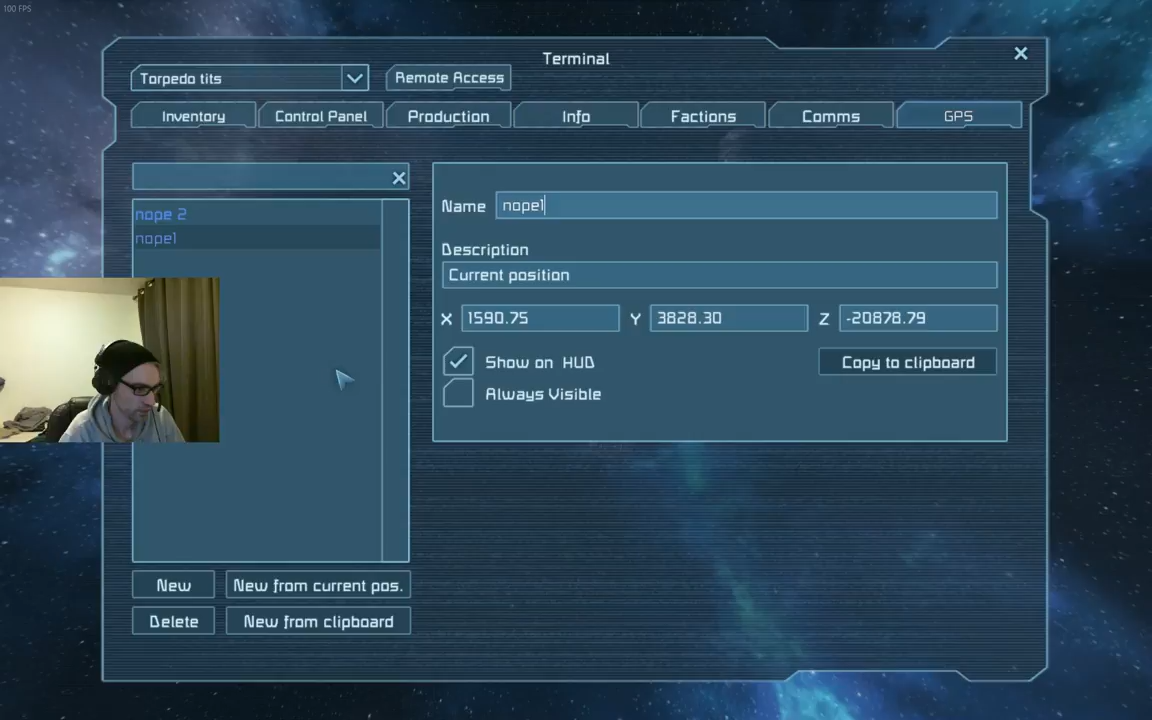 100 FPS
Terminal
Torpedo tits
Remote Access
Inventory
Control Panel
Production
Info
Factions
Comms
GPS
nope 2
nope1
Name
nope1
Description
Current position
X 1590.75 Y 3828.30 Z -20878.79
Show on HUD
Copy to clipboard
Always Visible
New
New from current pos.
Delete
New from clipboard